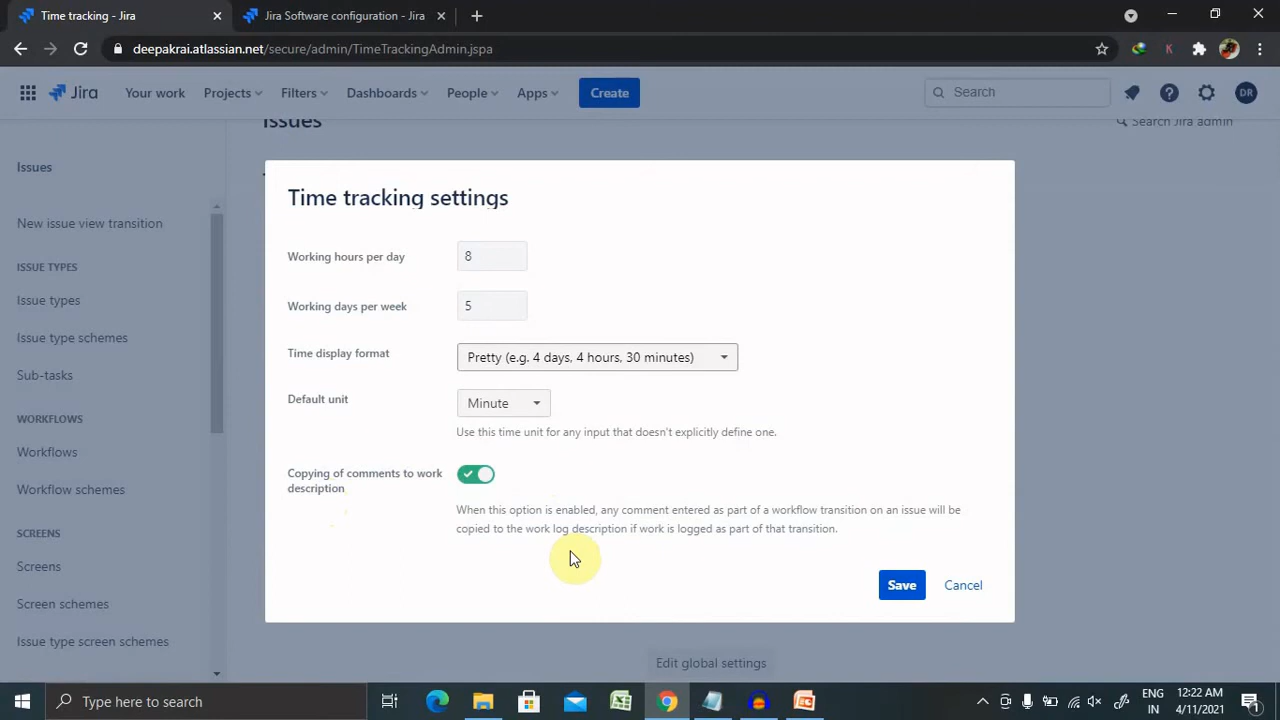 Time tracking - Jira
Jira Software configuration - Jira
deepakrai.atlassian.net/secure/admin/TimeTrackingAdmin.jspa
K
Jira
Your work
Projects
Filters
Dashboards
People
Apps
Create
Search
DR
Issues
Search Jira admin
Issues
New issue view transition
ISSUE TYPES
Issue types
Issue type schemes
Sub-tasks
WORKFLOWS
Workflows
Workflow schemes
SCREENS
Screens
Screen schemes
Issue type screen schemes
Time tracking settings
Working hours per day
8
Working days per week
5
Time display format
Pretty (e.g. 4 days, 4 hours, 30 minutes)
Default unit
Minute
Use this time unit for any input that doesn't explicitly define one.
Copying of comments to work
description
When this option is enabled, any comment entered as part of a workflow transition on an issue will be
copied to the work log description if work is logged as part of that transition.
Save
Cancel
Edit global settings
Type here to search
ENG
IN
12:22 AM
4/11/2021
1